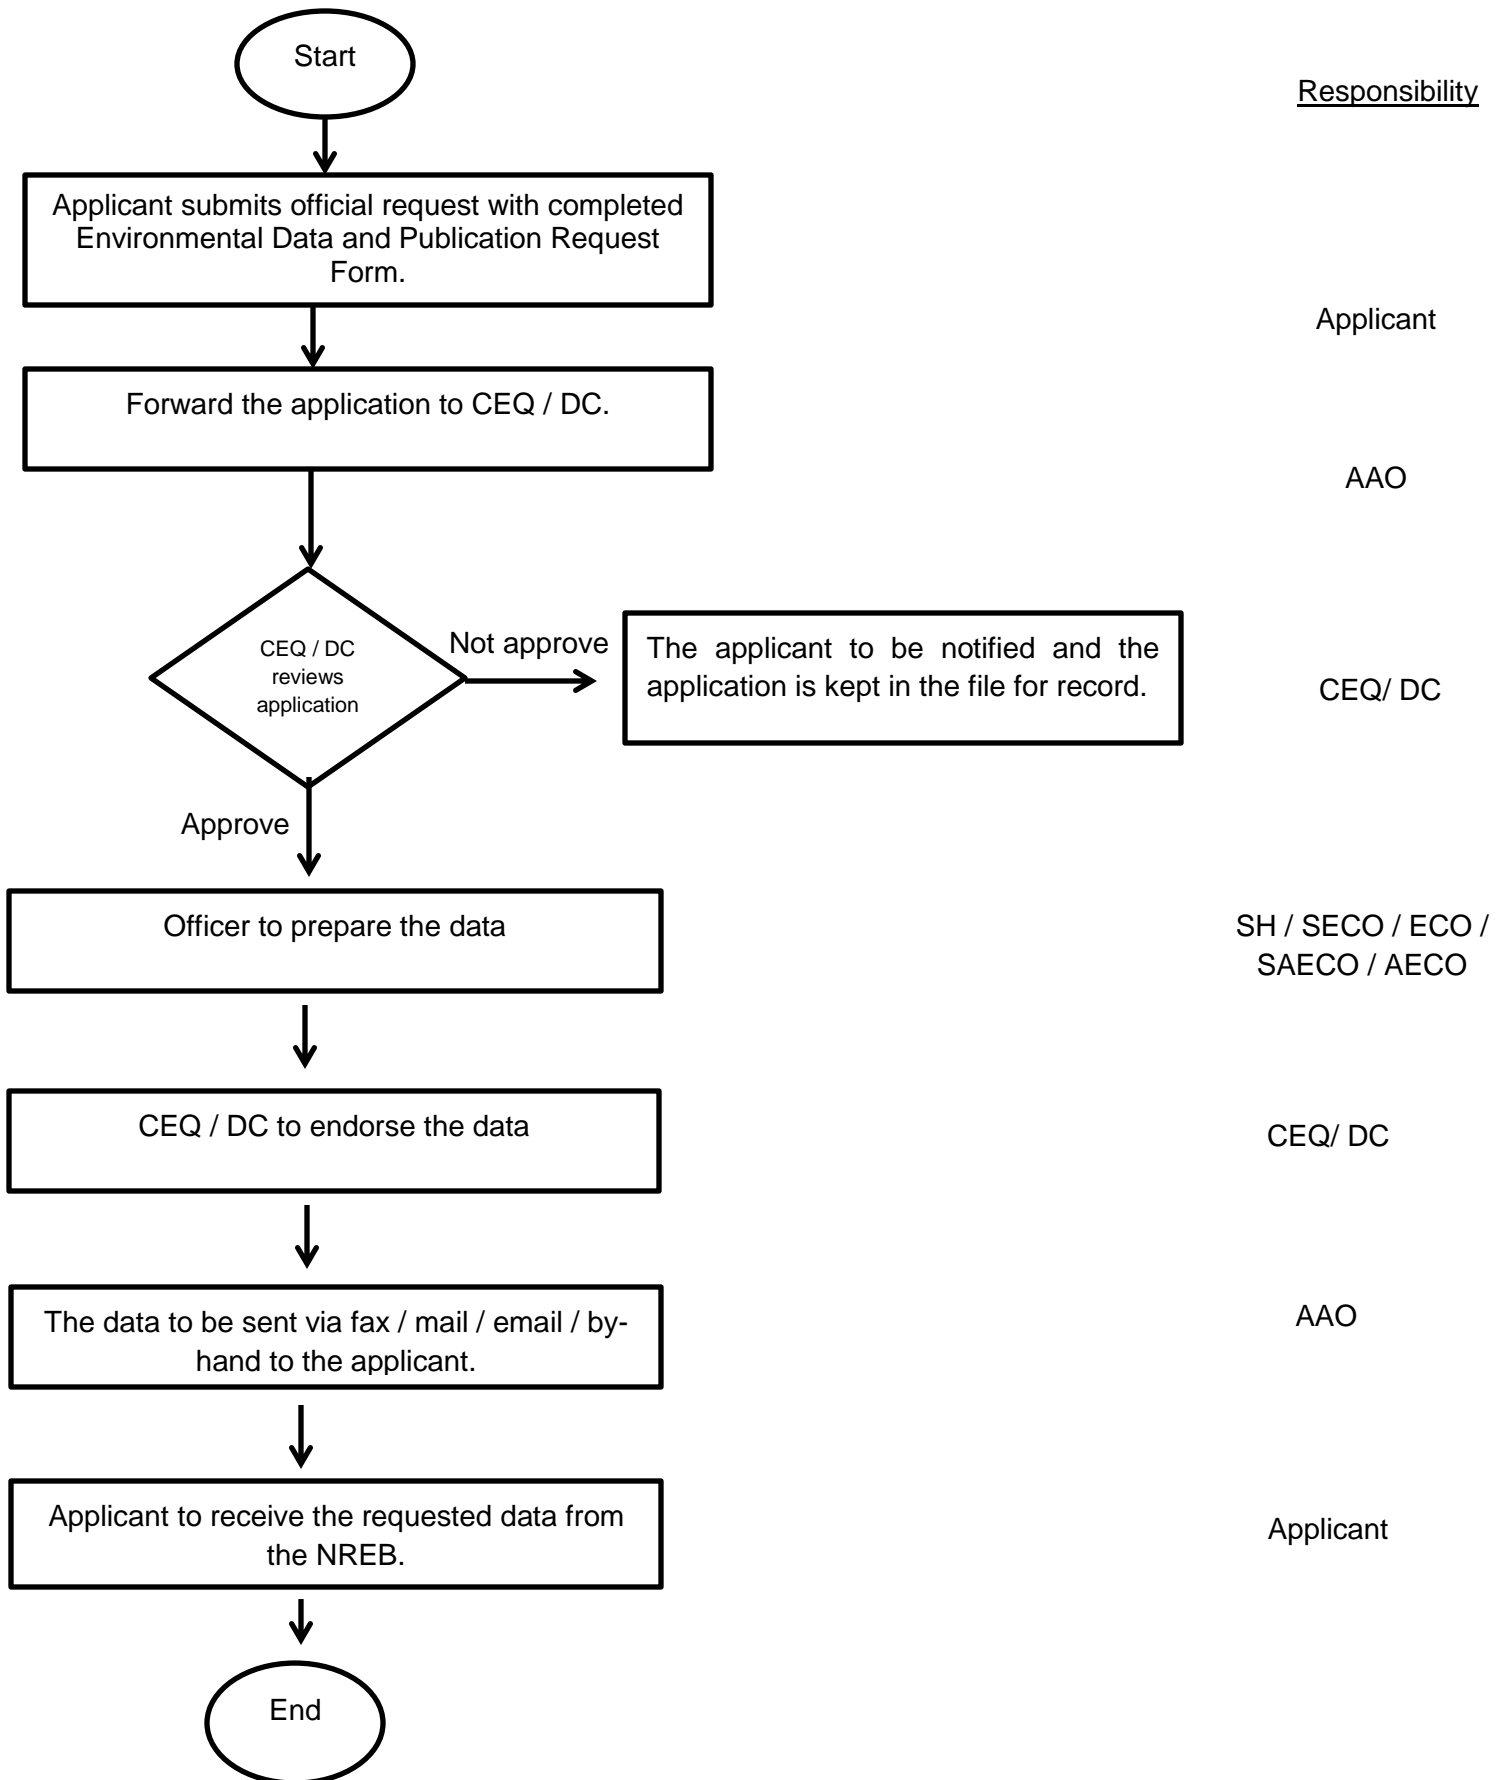 Start
Responsibility
Applicant submits official request with completed
Environmental Data and Publication Request
Form.
Applicant
Forward the application to CEQ / DC.
AAO
CEQ / DC
reviews
application
Not approve
The applicant to be notified and the
application is kept in the file for record.
CEQ/ DC
Approve
Officer to prepare the data
SH / SECO / ECO /
SAECO / AECO
CEQ / DC to endorse the data
CEQ/ DC
The data to be sent via fax / mail / email / by-
hand to the applicant.
AAO
Applicant to receive the requested data from
the NREB.
Applicant
End